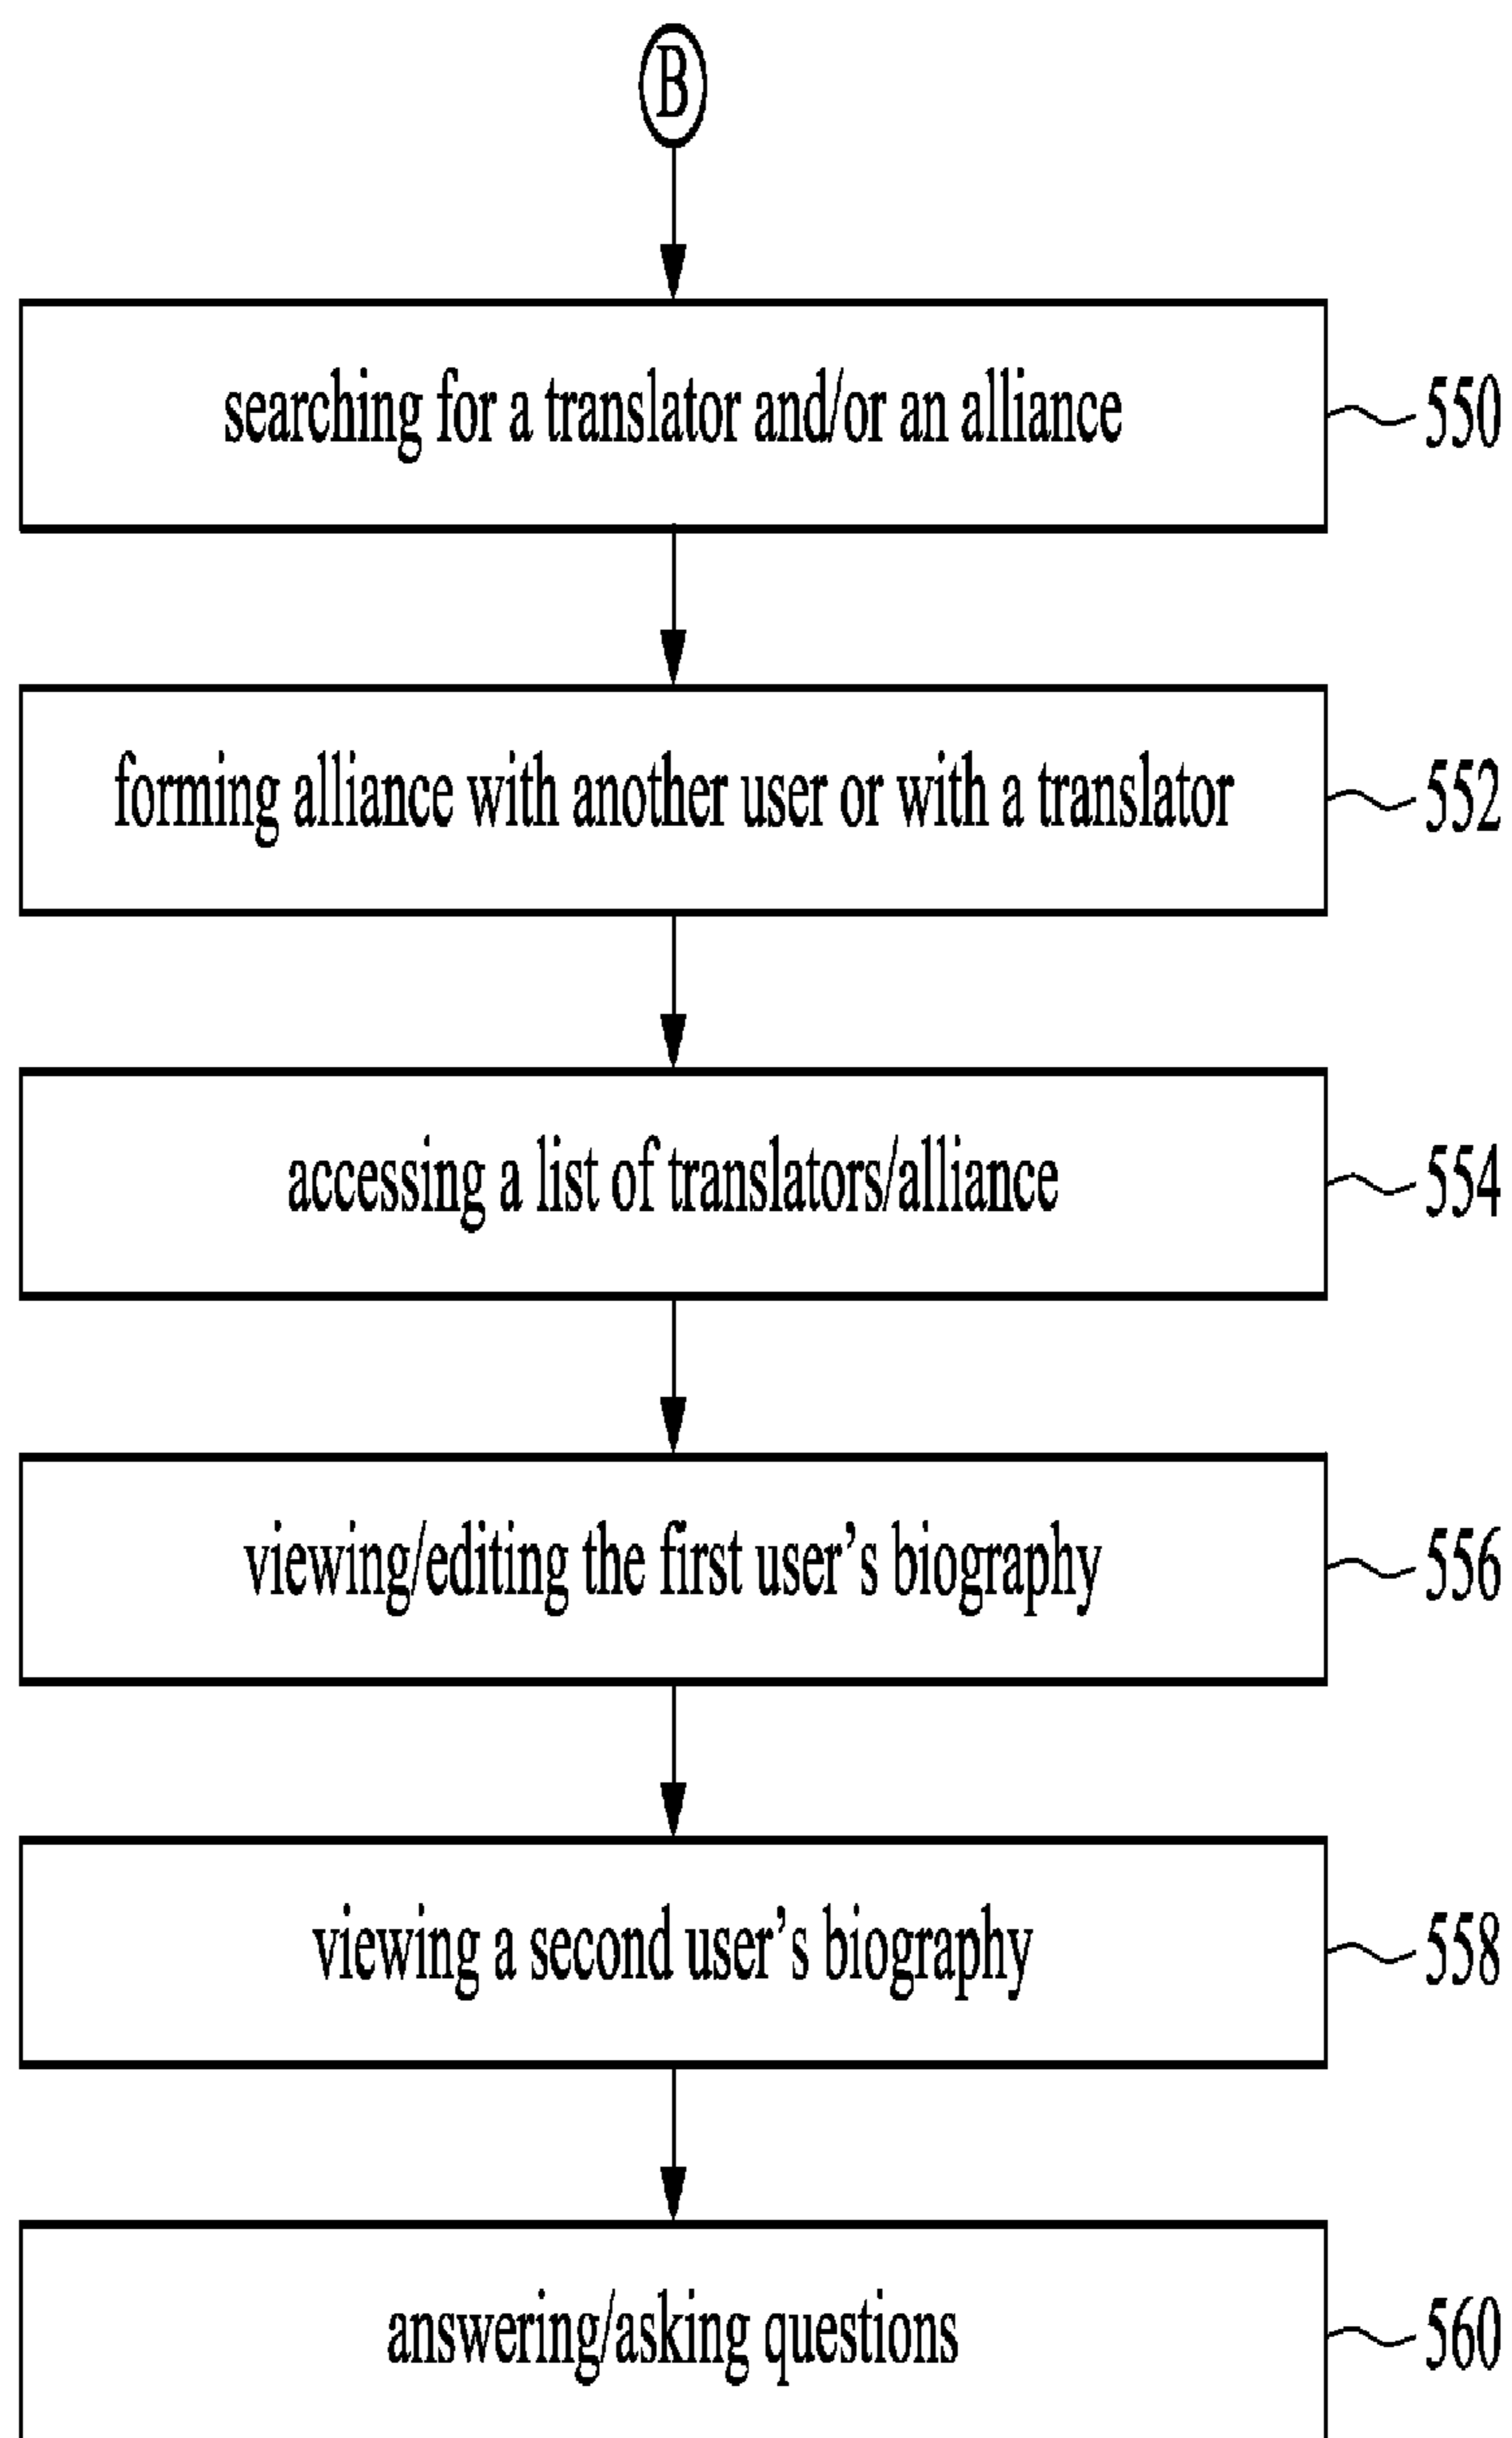 B
searching for a translator and/or an alliance
550
forming alliance with another user or with a translator
552
accessing a list of translators/alliance
554
viewing/editing the first user’s biography
556
viewing a second user’s biography
558
answering/asking questions
560